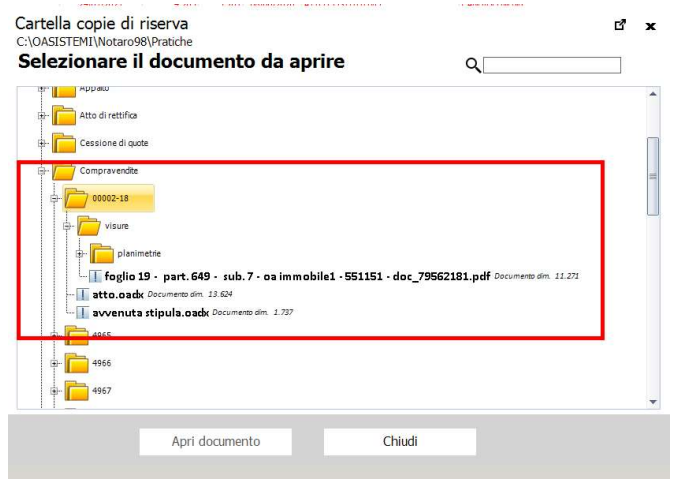 Cartella copie di riserva
C:\OASISTEMI\Notaro98\Pratiche
Selezionare il documento da aprire
Appalto
Atto di rettifica
Cessione di quote
Compravendite
00002-18
visure
planimetrie
foglio 19 - part. 649 - sub. 7 - oa immobile1 - 551151 - doc_79562181.pdf Documento dim. 11.271
atto.oadx Documento dim. 13.624
avvenuta stipula.oadx Documento dim. 1.737
4965
4966
4967
Apri documento Chiudi